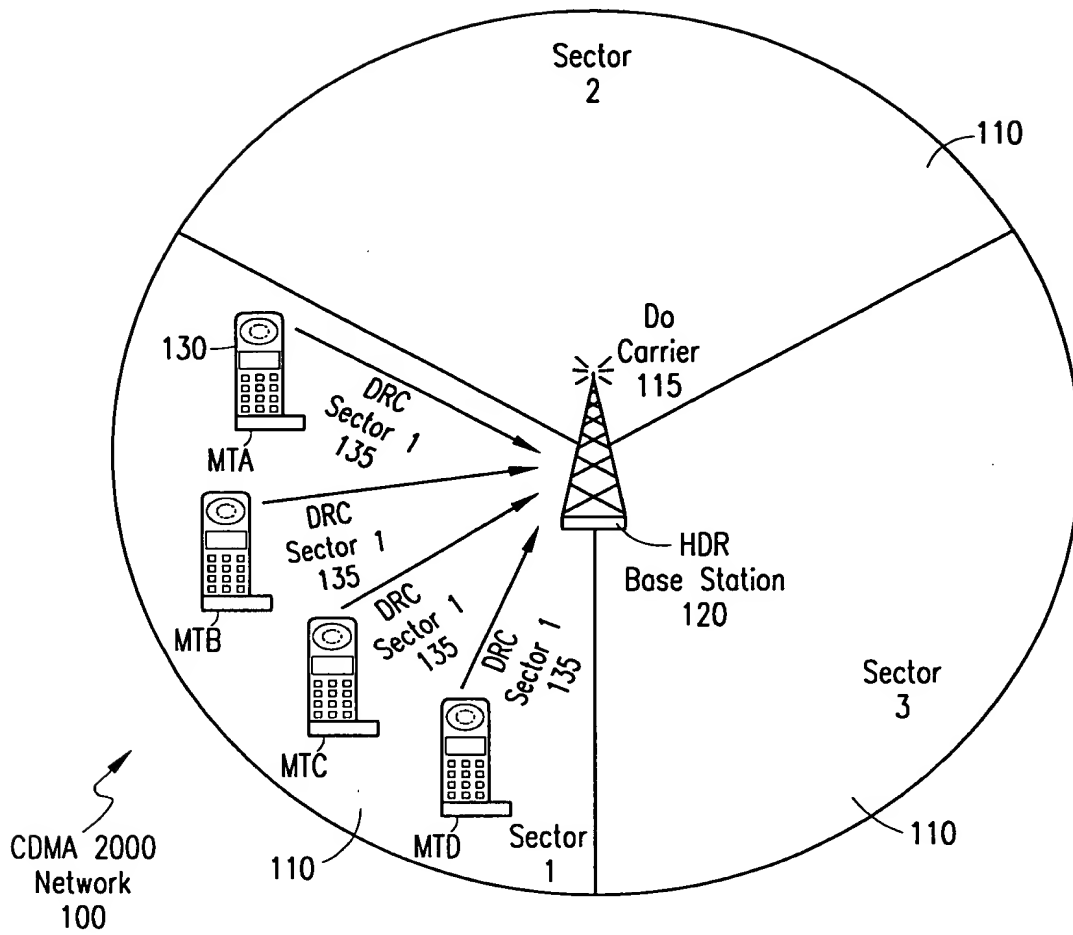 Sector
2
110
Do
Carrier
115
130
DRC
Sector 1
135
MTA
DRC
Sector 1
135
MTB
HDR
Base Station
120
DRC
Sector 1
135
DRC
Sector 1
135
MTC
Sector
3
MTD
Sector
1
110
110
CDMA 2000
Network
100